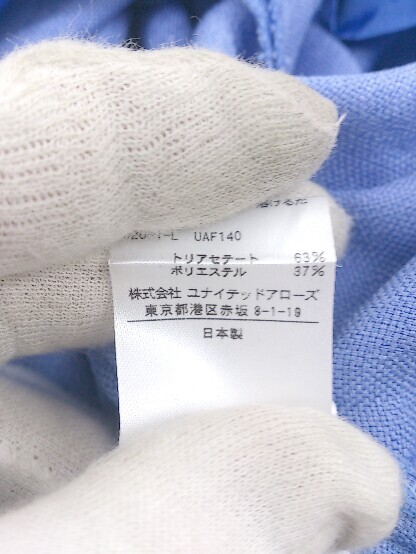 UAF140
トリアセテート 63%
ポリエステル 37%
株式会社 ユナイテッドアローズ
東京都港区赤坂 8-1-19
日本製